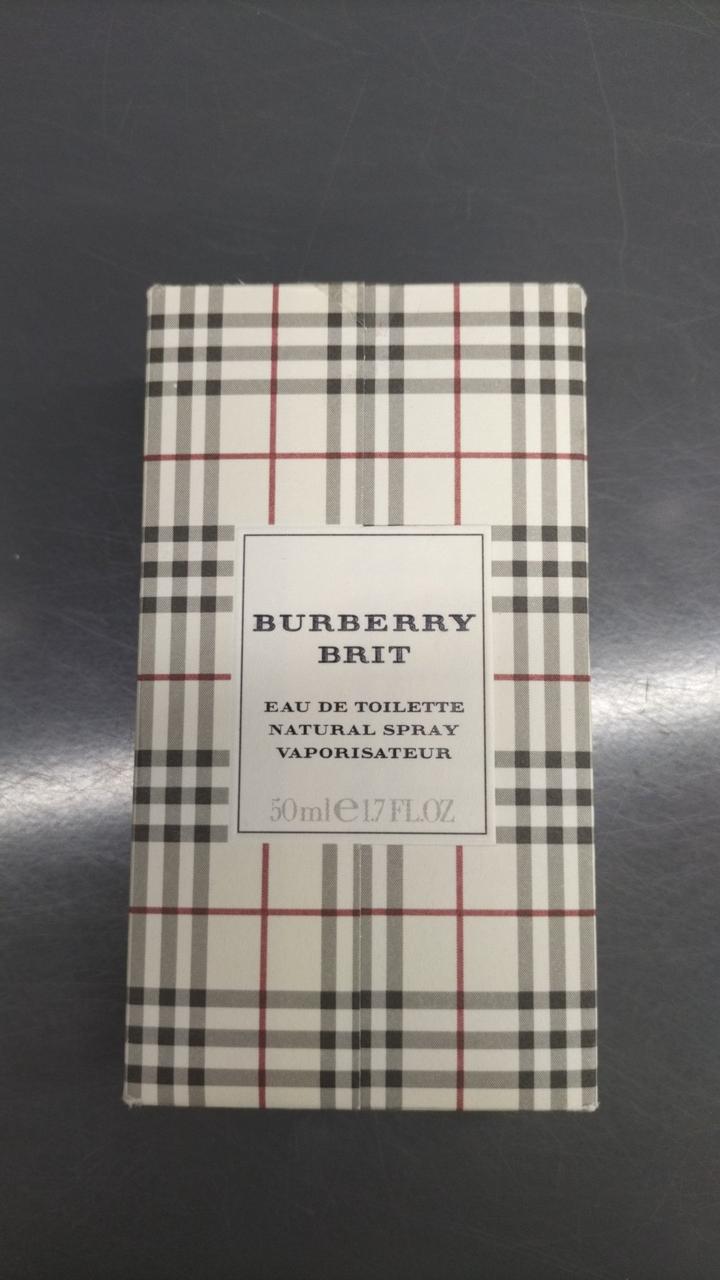 BURBERRY
BRIT
EAU DE TOILETTE
NATURAL SPRAY
VAPORISATEUR
50ml e 1.7 FL.OZ